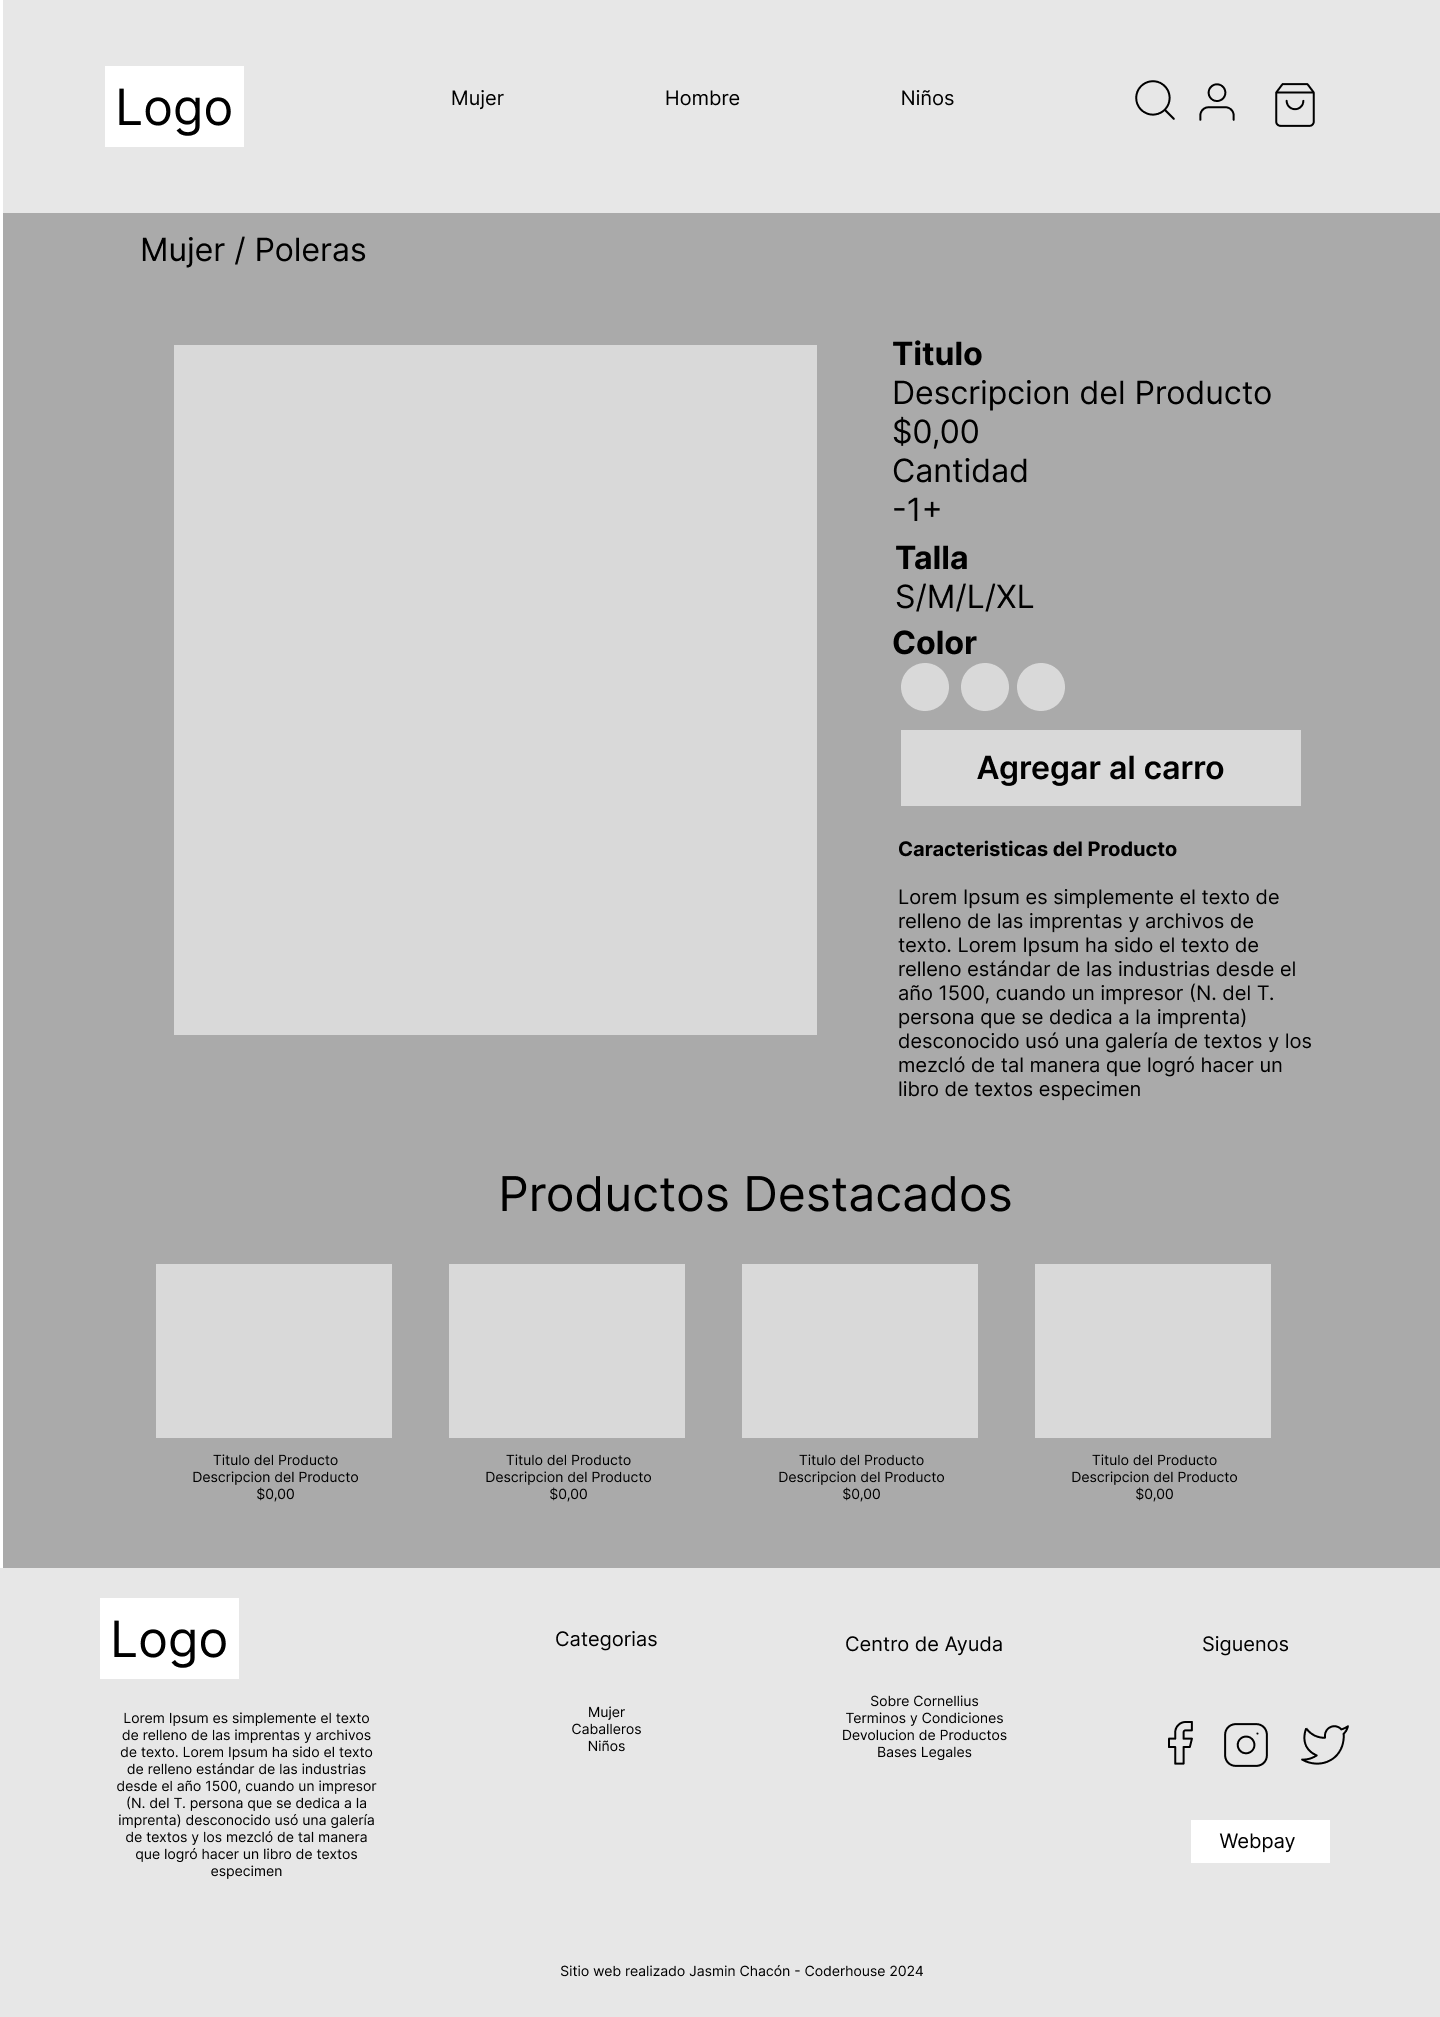 Logo
Mujer
Hombre
Niños
Mujer / Poleras
Titulo
Descripcion del Producto
$0,00
Cantidad
-1+
Talla
S/M/L/XL
Color
Agregar al carro
Caracteristicas del Producto
Lorem Ipsum es simplemente el texto de
relleno de las imprentas y archivos de
texto. Lorem Ipsum ha sido el texto de
relleno estándar de las industrias desde el
año 1500, cuando un impresor (N. del T.
persona que se dedica a la imprenta)
desconocido usó una galería de textos y los
mezcló de tal manera que logró hacer un
libro de textos especimen
Productos Destacados
Titulo del Producto
Descripcion del Producto
$0,00
Titulo del Producto
Descripcion del Producto
$0,00
Titulo del Producto
Descripcion del Producto
$0,00
Titulo del Producto
Descripcion del Producto
$0,00
Logo
Lorem Ipsum es simplemente el texto
de relleno de las imprentas y archivos
de texto. Lorem Ipsum ha sido el texto
de relleno estándar de las industrias
desde el año 1500, cuando un impresor
(N. del T. persona que se dedica a la
imprenta) desconocido usó una galería
de textos y los mezcló de tal manera
que logró hacer un libro de textos
especimen
Categorias
Mujer
Caballeros
Niños
Centro de Ayuda
Sobre Cornellius
Terminos y Condiciones
Devolucion de Productos
Bases Legales
Siguenos
Webpay
Sitio web realizado Jasmin Chacón - Coderhouse 2024